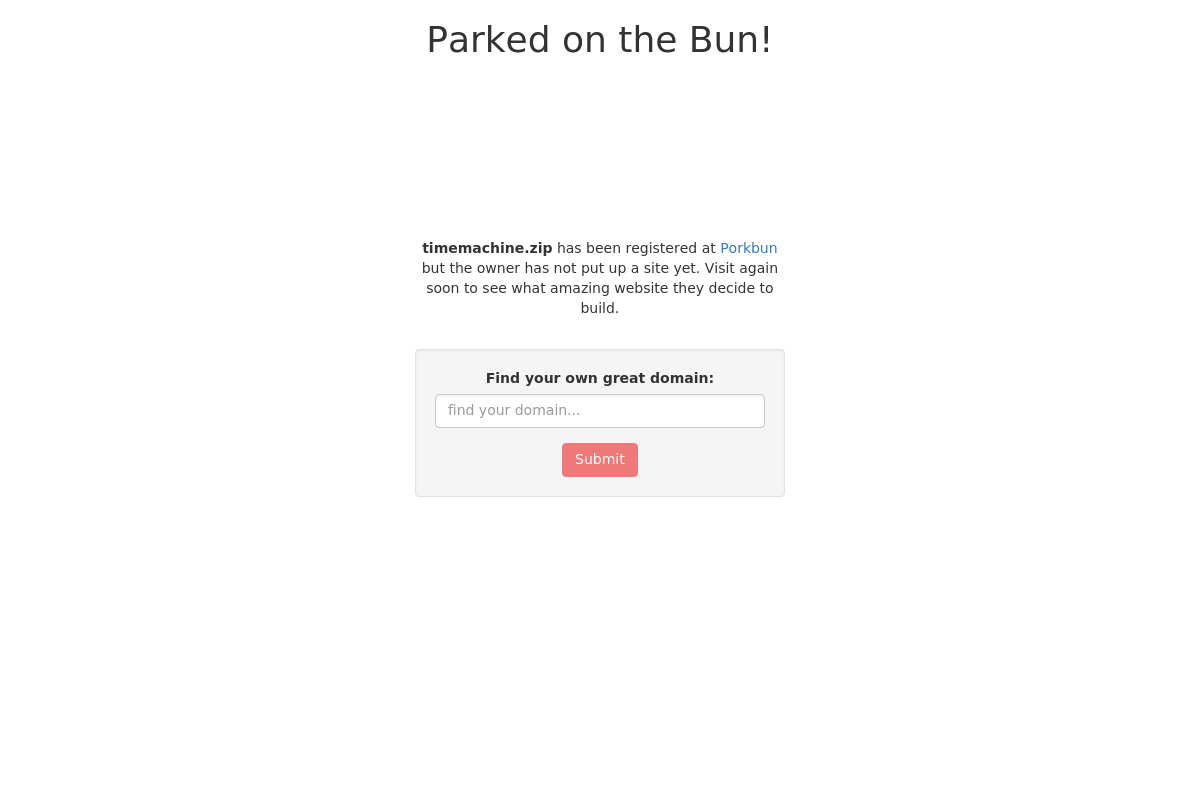 Parked on the Bun!
timemachine.zip has been registered at Porkbun
but the owner has not put up a site yet. Visit again
soon to see what amazing website they decide to
build.
Find your own great domain:
find your domain...
Submit